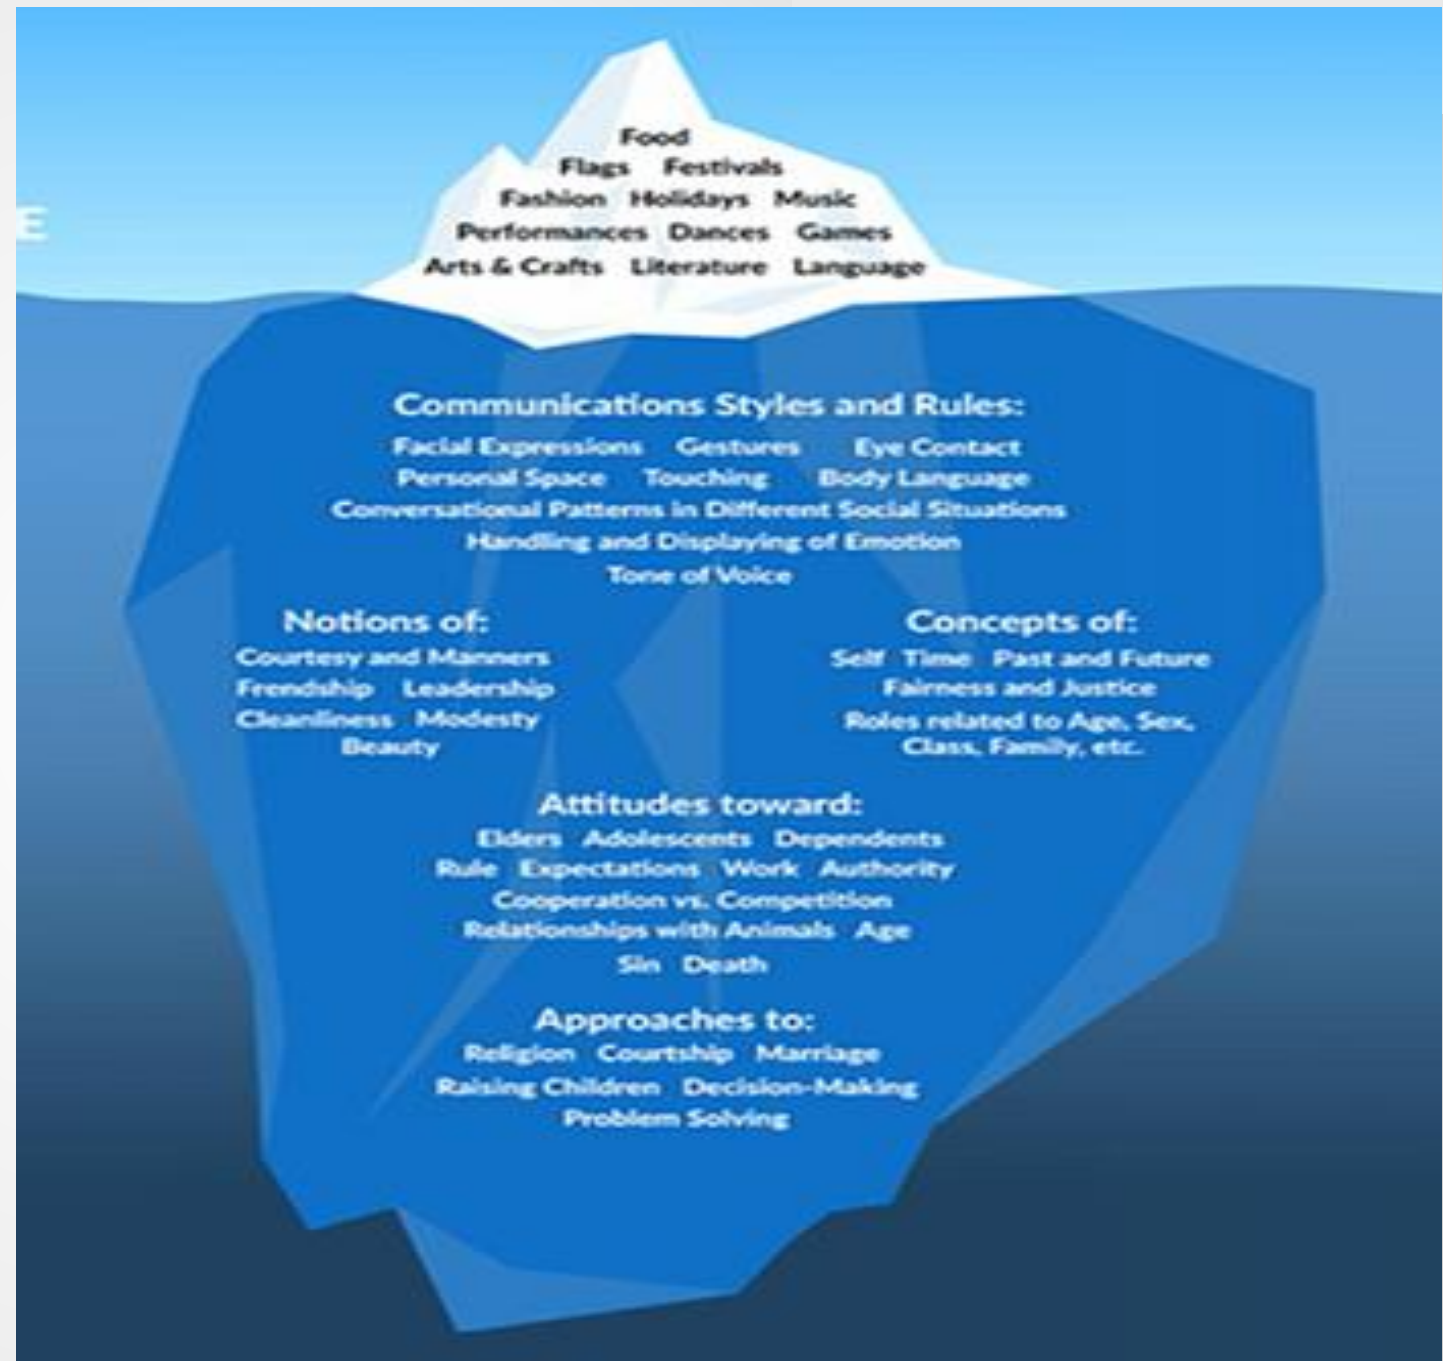 E
Food
Flags Festivals
Fashion Holidays Music
Performances Dances Games
Arts & Crafts Literature Language
Communications Styles and Rules:
Facial Expressions Gestures Eye Contact
Personal Space Touching Body Language
Conversational Patterns in Different Social Situations
Handling and Displaying of Emotion
Tone of Voice
Notions of:
Courtesy and Manners
Frendship Leadership
Cleanliness Modesty
Beauty
Concepts of:
Self Time Past and Future
Fairness and Justice
Roles related to Age, Sex,
Class, Family, etc.
Attitudes toward:
Elders Adolescents Dependents
Rule Expectations Work Authority
Cooperation vs. Competition
Relationships with Animals Age
Sin Death
Approaches to:
Religion Courtship Marriage
Raising Children Decision-Making
Problem Solving